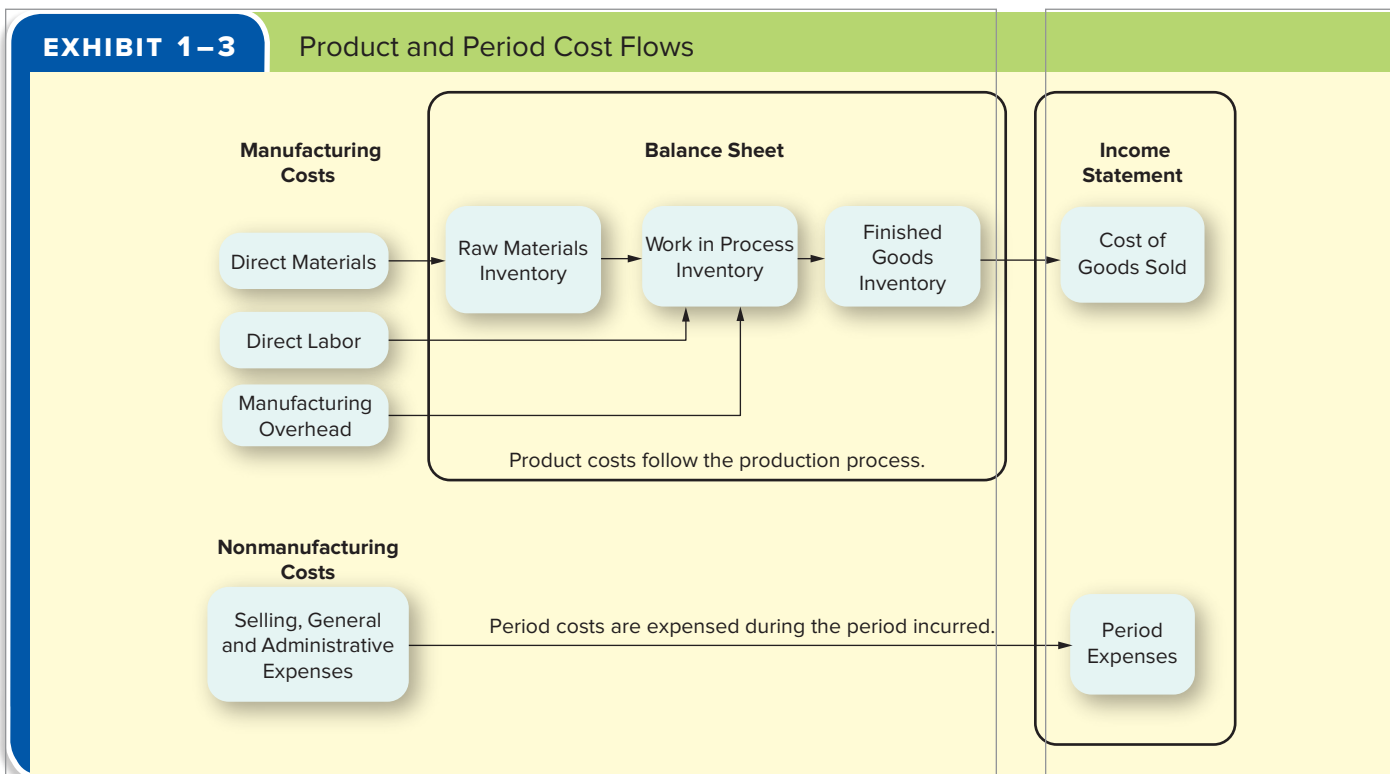 EXHIBIT 1–3
Product and Period Cost Flows
Manufacturing
Costs
Balance Sheet
Income
Statement
Direct Materials
Raw Materials
Inventory
Work in Process
Inventory
Finished
Goods
Inventory
Cost of
Goods Sold
Direct Labor
Manufacturing
Overhead
Product costs follow the production process.
Nonmanufacturing
Costs
Selling, General
and Administrative
Expenses
Period costs are expensed during the period incurred.
Period
Expenses